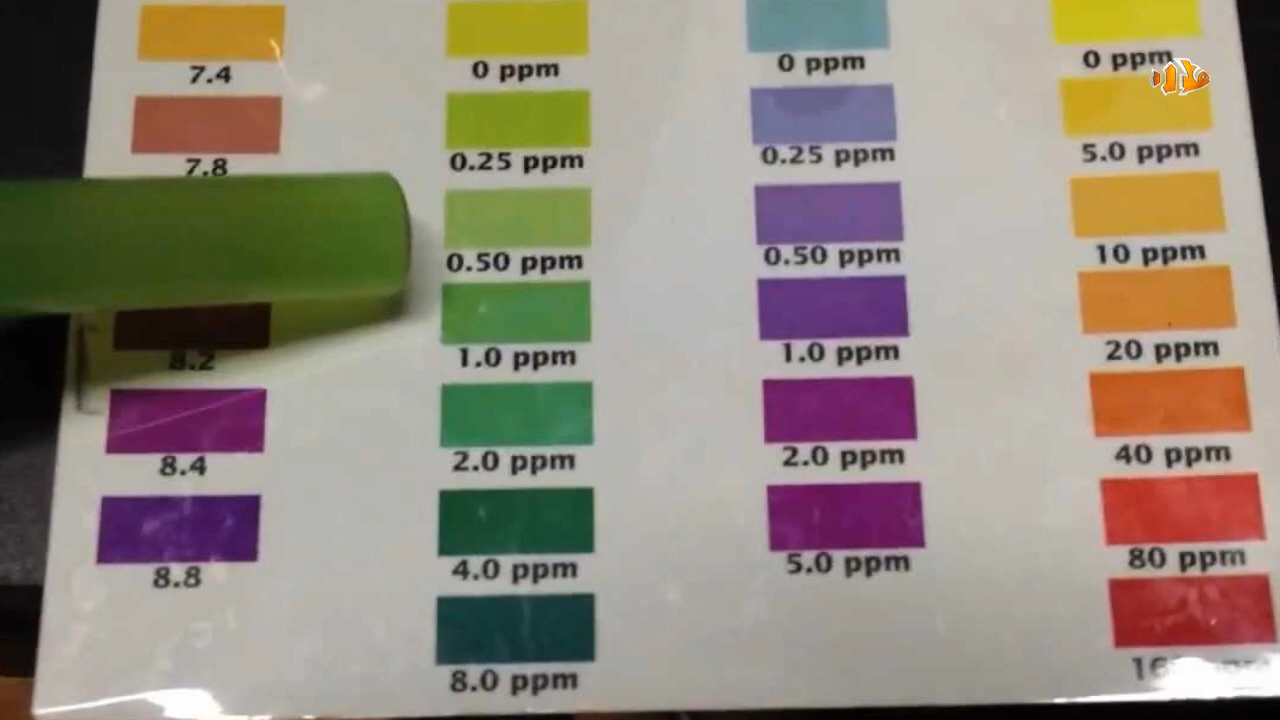 7.4
7.8
8.2
8.4
8.8
0 ppm
0.25 ppm
0.50 ppm
1.0 ppm
2.0 ppm
4.0 ppm
8.0 ppm
0 ppm
0.25 ppm
0.50 ppm
1.0 ppm
2.0 ppm
5.0 ppm
0 ppm
5.0 ppm
10 ppm
20 ppm
40 ppm
80 ppm